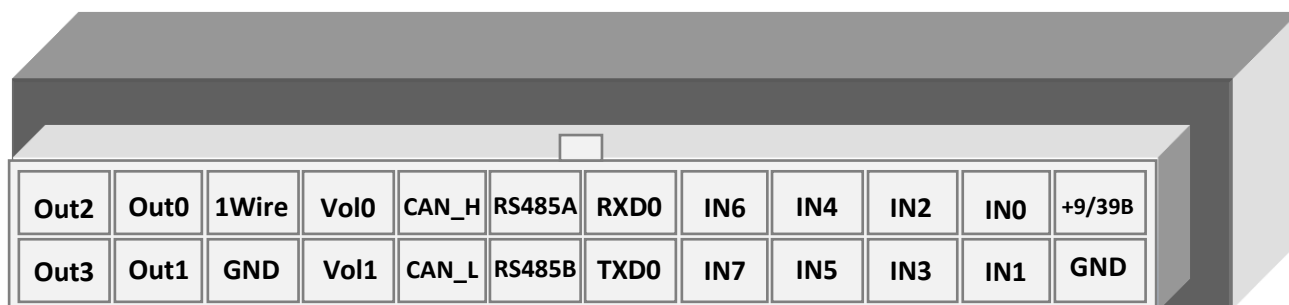 Out2 Out0 1Wire Vol0 CAN_H RS485A RXD0 IN6 IN4 IN2 IN0 +9/39B
Out3 Out1 GND Vol1 CAN_L RS485B TXD0 IN7 IN5 IN3 IN1 GND